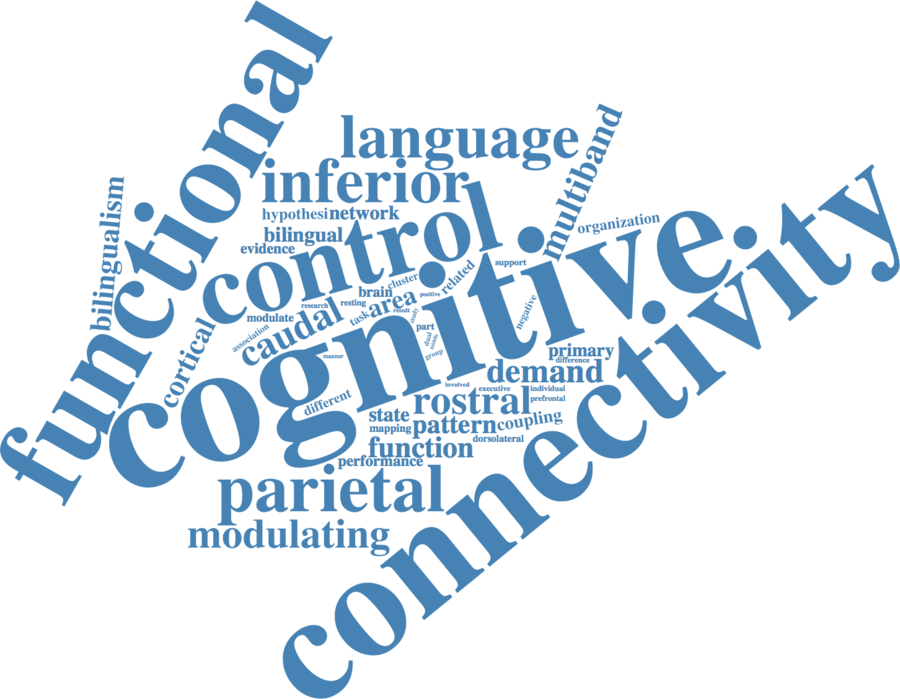 functional
language
multiband
inferior
bilingualism
hypothesi
network
organization
control
bilingual
evidence
cognitive
connectivity
support
related
cluster
brain
positive
area
resting
research
result
task
study
modulate
caudal
part
negative
association
cortical
dual
middle
group
manner
primary
difference
demand
involved
executive
individual
different
rostral
prefrontal
state
pattern
coupling
mapping
dorsolateral
function
performance
parietal
modulating